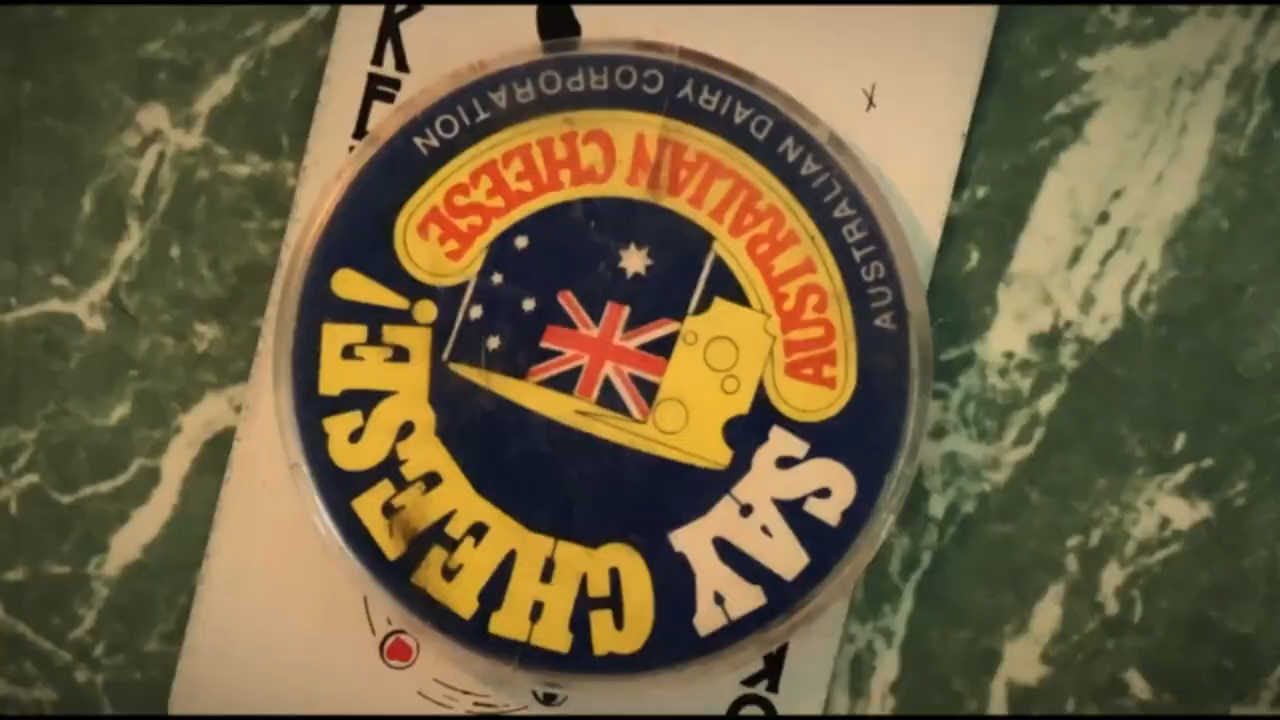 SAY
CHEESE!
AUSTRALIAN CHEESE
AUSTRALIAN DAIRY CORPORATION